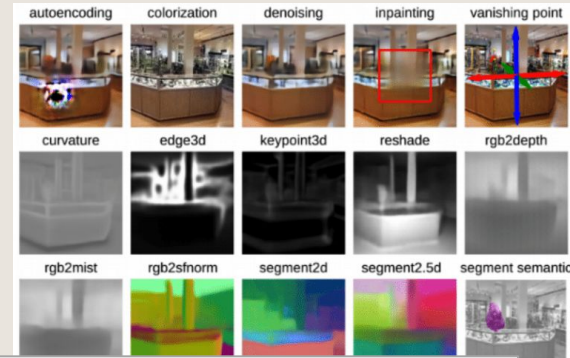 autoencoding colorization denoising inpainting vanishing point
curvature edge3d keypoint3d reshade rgb2depth
rgb2mist rgb2sfnorm segment2d segment2.5d segment semantic